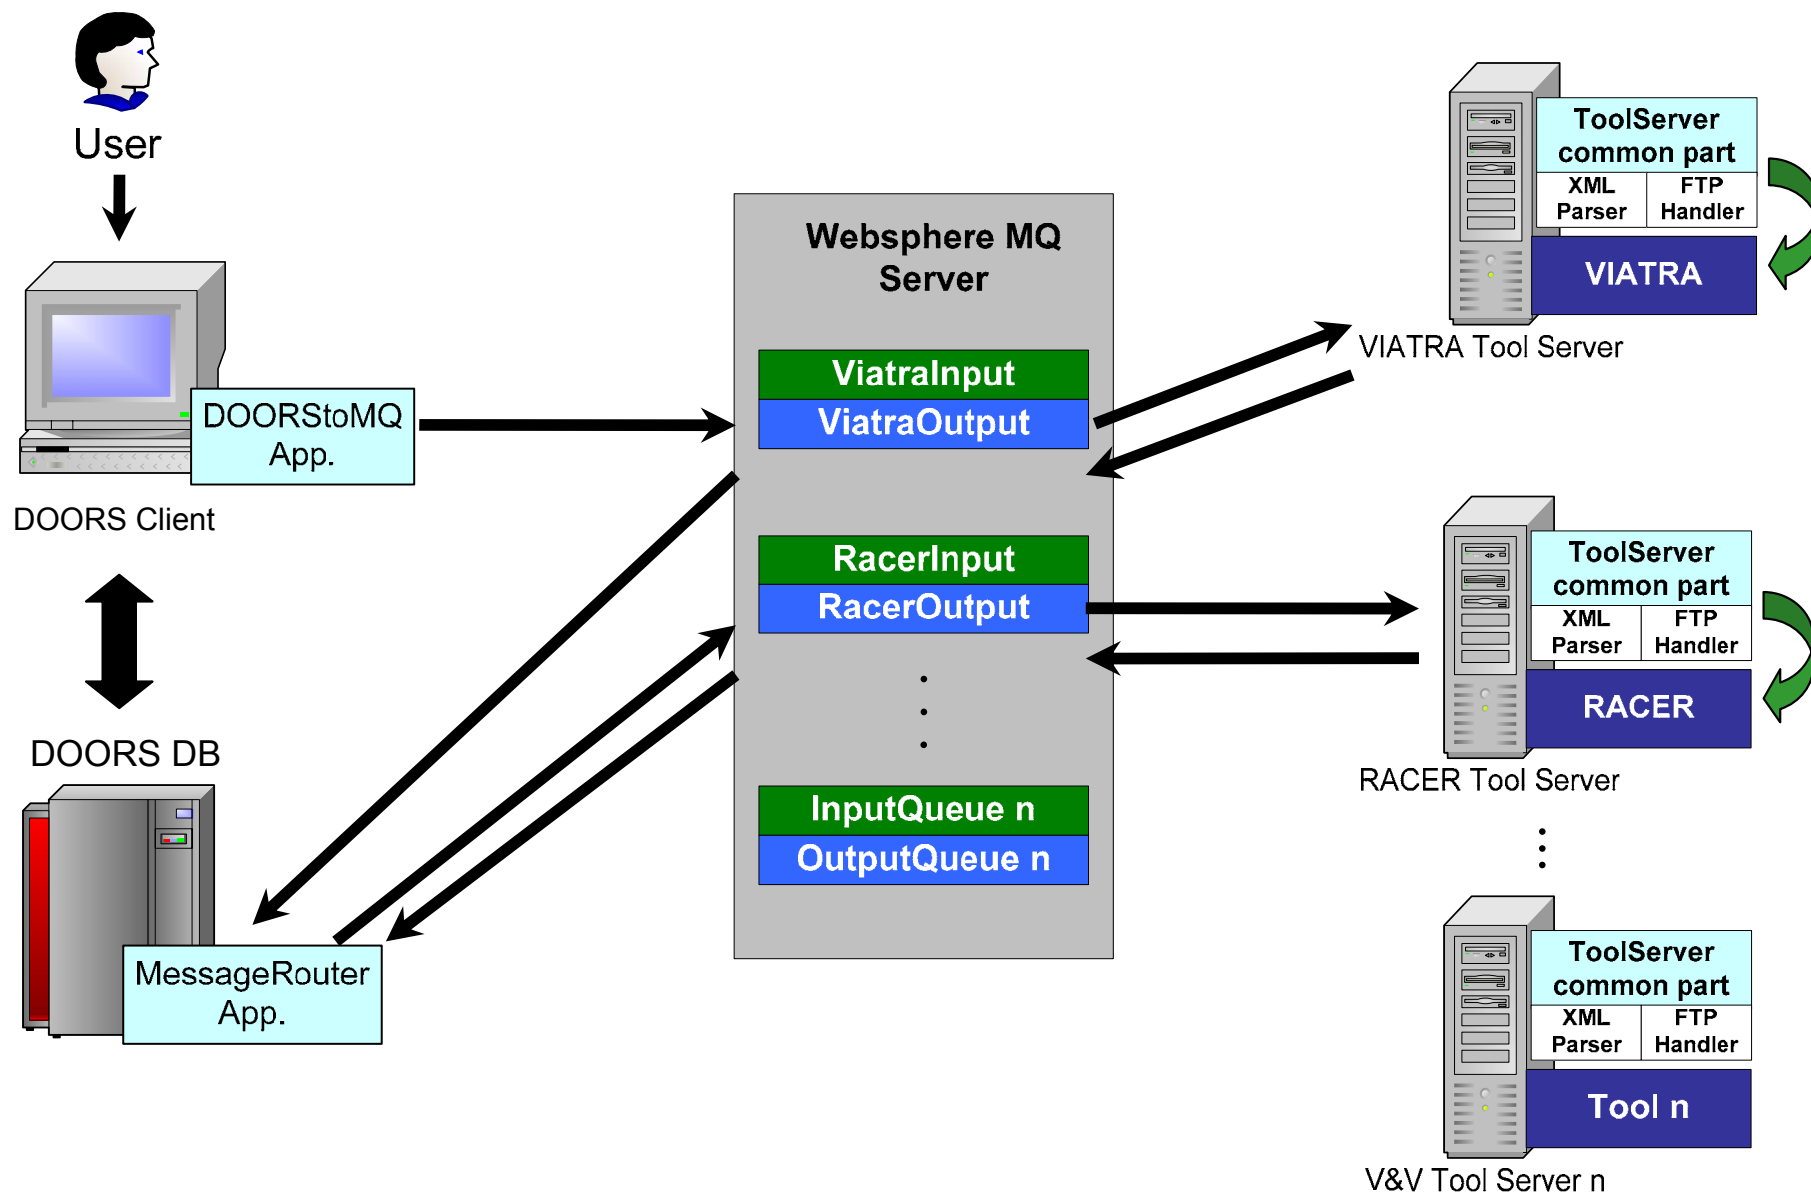 User
DOORStoMQ
App.
DOORS Client
DOORS DB
MessageRouter
App.
Websphere MQ
Server
ViatraInput
ViatraOutput
RacerInput
RacerOutput
.
.
.
InputQueue n
OutputQueue n
ToolServer
common part
XML
Parser
FTP
Handler
VIATRA
VIATRA Tool Server
ToolServer
common part
XML
Parser
FTP
Handler
RACER
RACER Tool Server
.
.
.
ToolServer
common part
XML
Parser
FTP
Handler
Tool n
V&V Tool Server n